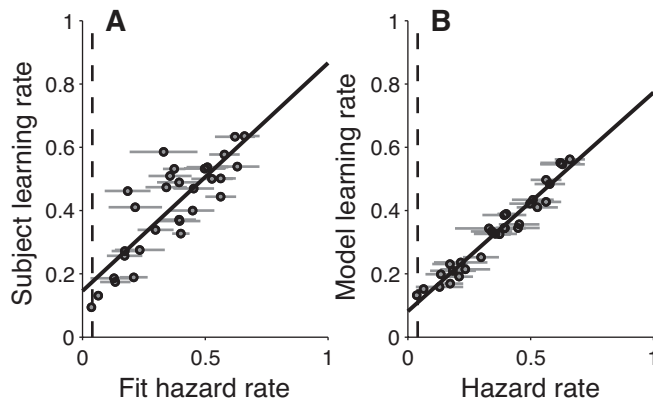 A
Subject learning rate
1
0.8
0.6
0.4
0.2
0
0 0.5 1
Fit hazard rate
B
Model learning rate
1
0.8
0.6
0.4
0.2
0
0 0.5 1
Hazard rate